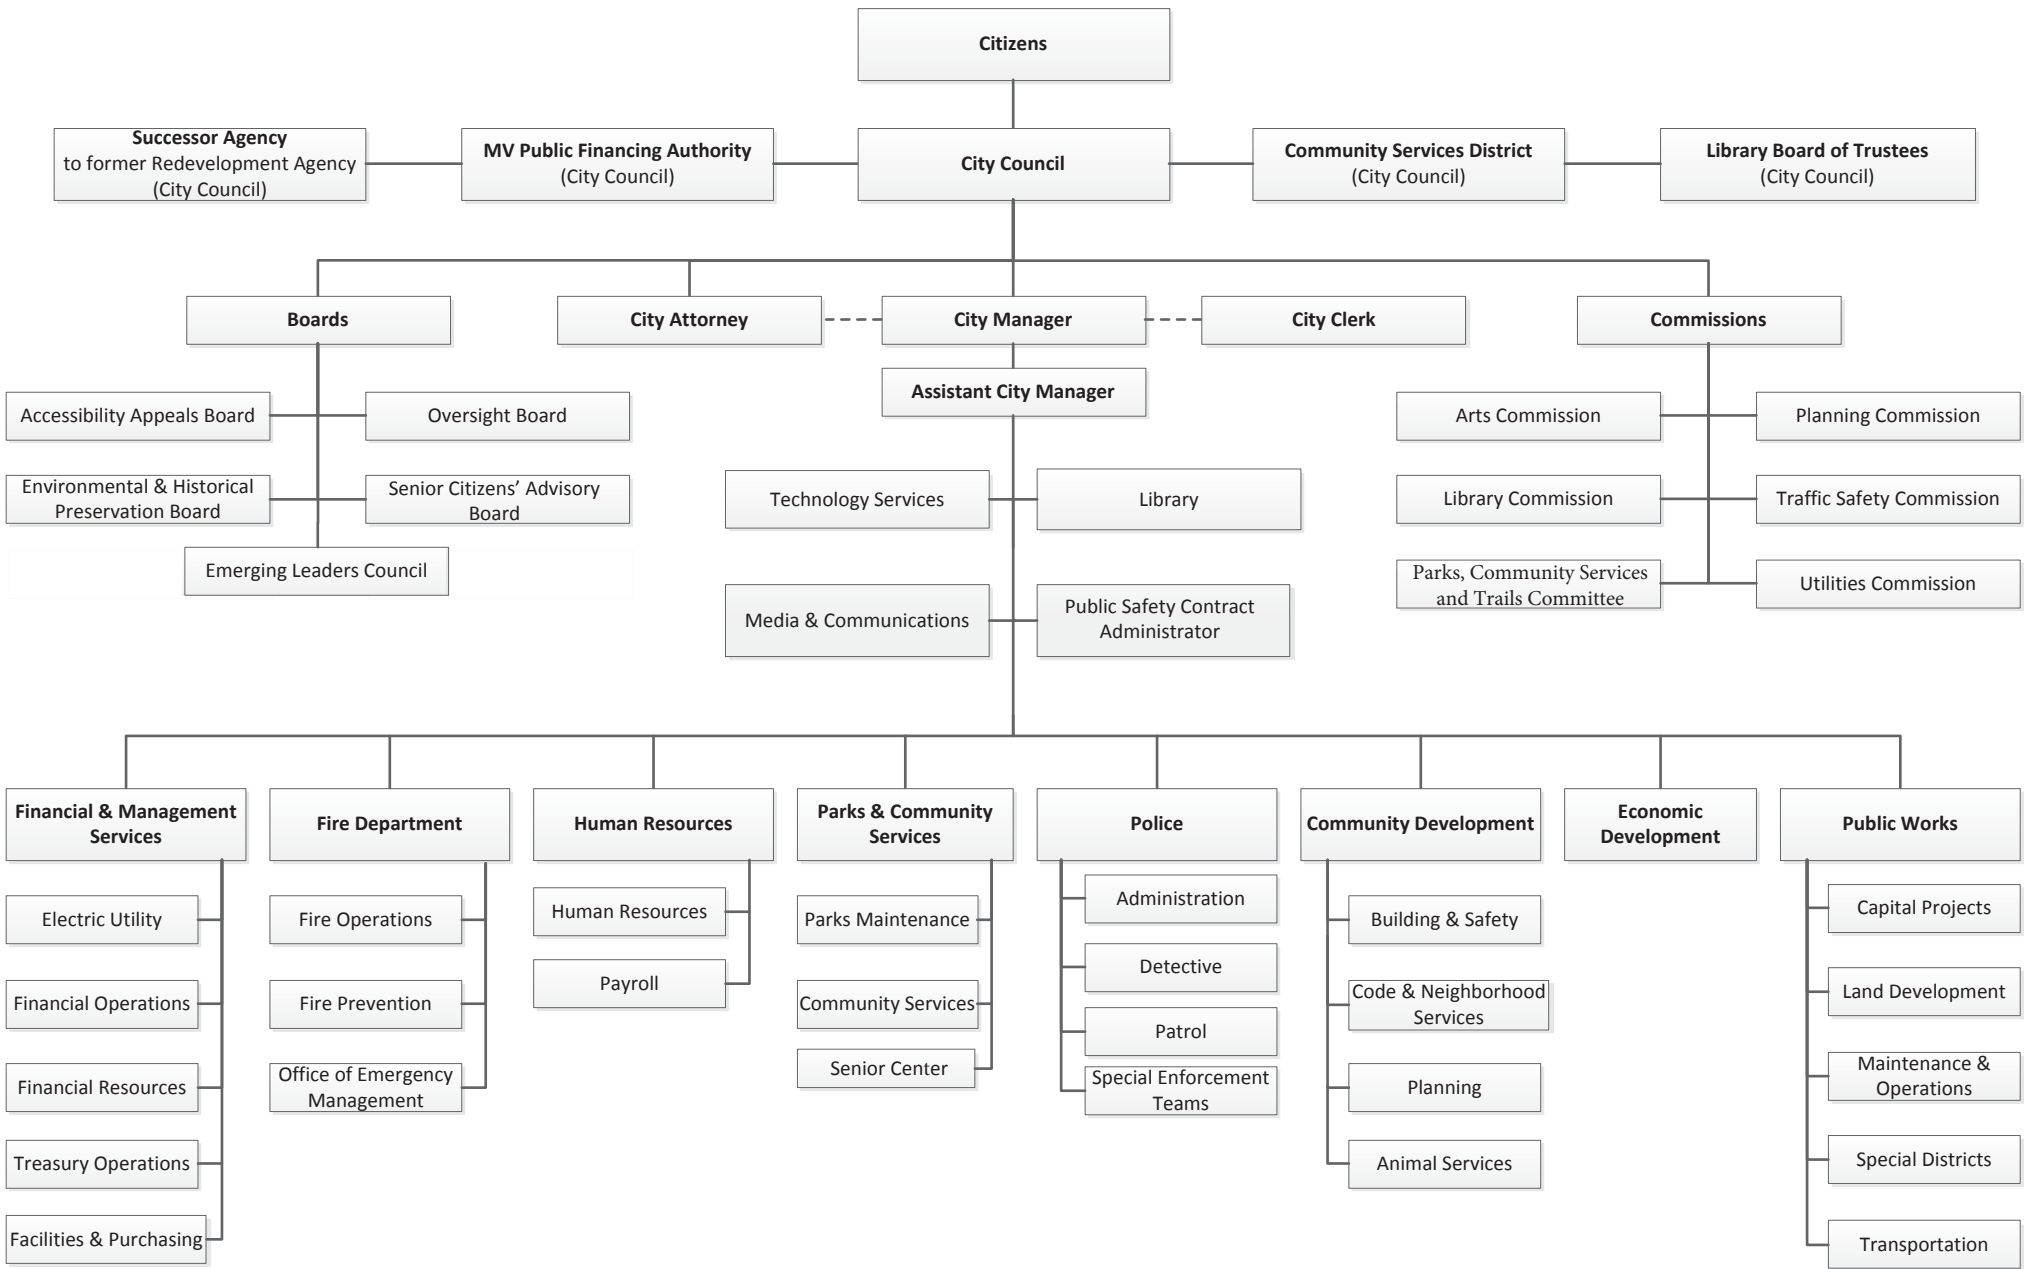 Citizens
Successor Agency
to former Redevelopment Agency
(City Council)
MV Public Financing Authority
(City Council)
City Council
Community Services District
(City Council)
Library Board of Trustees
(City Council)
Boards
City Attorney
City Manager
City Clerk
Commissions
Assistant City Manager
Accessibility Appeals Board
Oversight Board
Environmental & Historical
Preservation Board
Senior Citizens’ Advisory
Board
Emerging Leaders Council
Technology Services
Library
Media & Communications
Public Safety Contract
Administrator
Arts Commission
Planning Commission
Library Commission
Traffic Safety Commission
Parks, Community Services
and Trails Committee
Utilities Commission
Financial & Management
Services
Electric Utility
Financial Operations
Financial Resources
Treasury Operations
Facilities & Purchasing
Fire Department
Fire Operations
Fire Prevention
Office of Emergency
Management
Human Resources
Human Resources
Payroll
Parks & Community
Services
Parks Maintenance
Community Services
Senior Center
Police
Administration
Detective
Patrol
Special Enforcement
Teams
Community Development
Building & Safety
Code & Neighborhood
Services
Planning
Animal Services
Economic
Development
Public Works
Capital Projects
Land Development
Maintenance &
Operations
Special Districts
Transportation